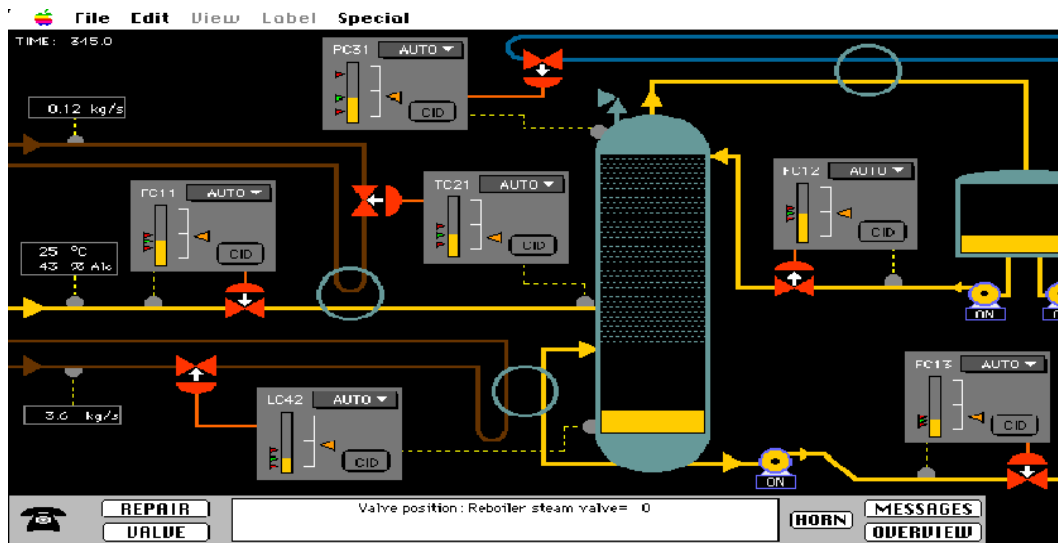 File Edit View Label Special
TIME: 345.0
PC31 AUTO
CID
0.12 kg/s
FC11 AUTO
CID
TC21 AUTO
CID
FC12 AUTO
CID
25 °C
43 % Alc
ON
ON
FC13 AUTO
CID
3.6 kg/s
LC42 AUTO
CID
ON
REPAIR
VALVE
Valve position: Reboiler steam valve= 0
HORN
MESSAGES
OVERVIEW